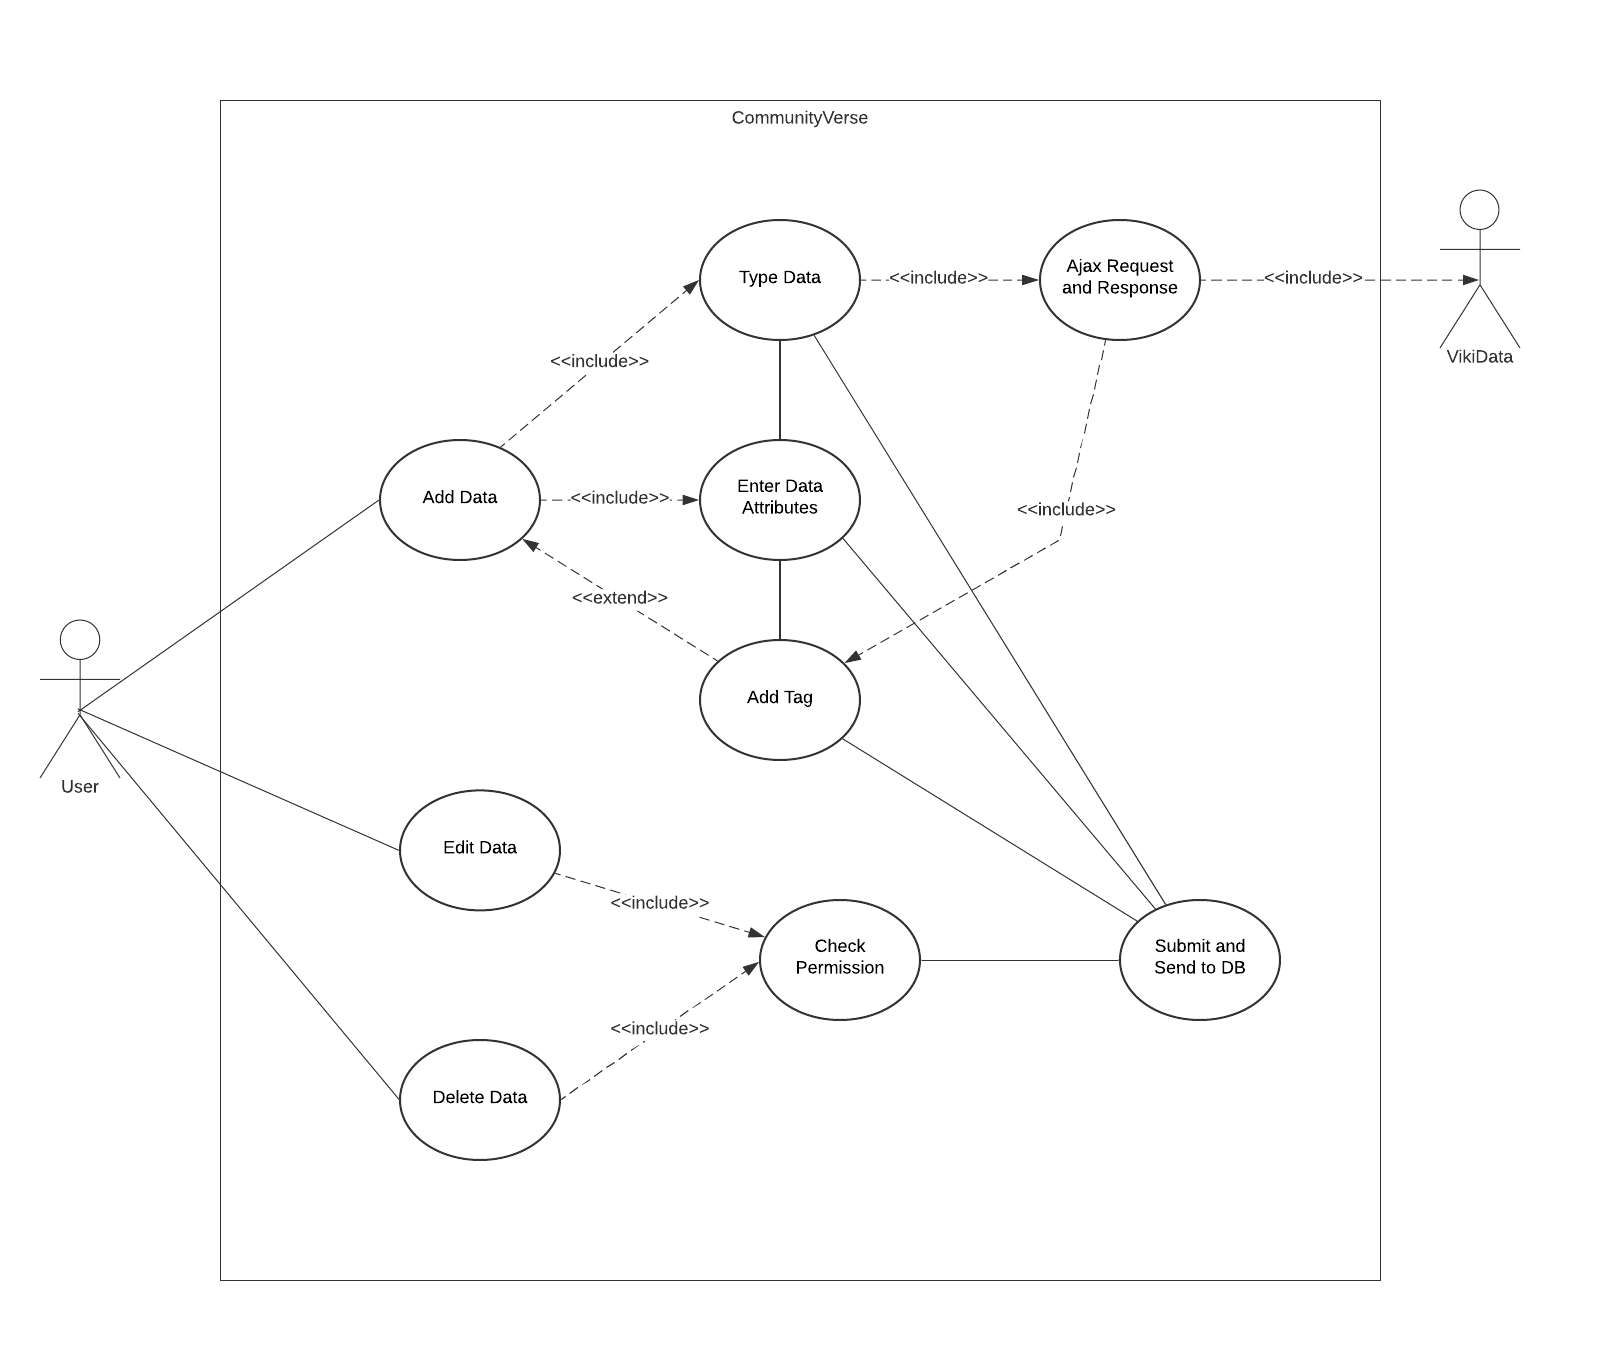 CommunityVerse
Type Data
<<include>>
Ajax Request
and Response
<<include>>
VikiData
<<include>>
Add Data
<<include>>
Enter Data
Attributes
<<include>>
<<extend>>
Add Tag
User
Edit Data
<<include>>
Check
Permission
Submit and
Send to DB
<<include>>
Delete Data